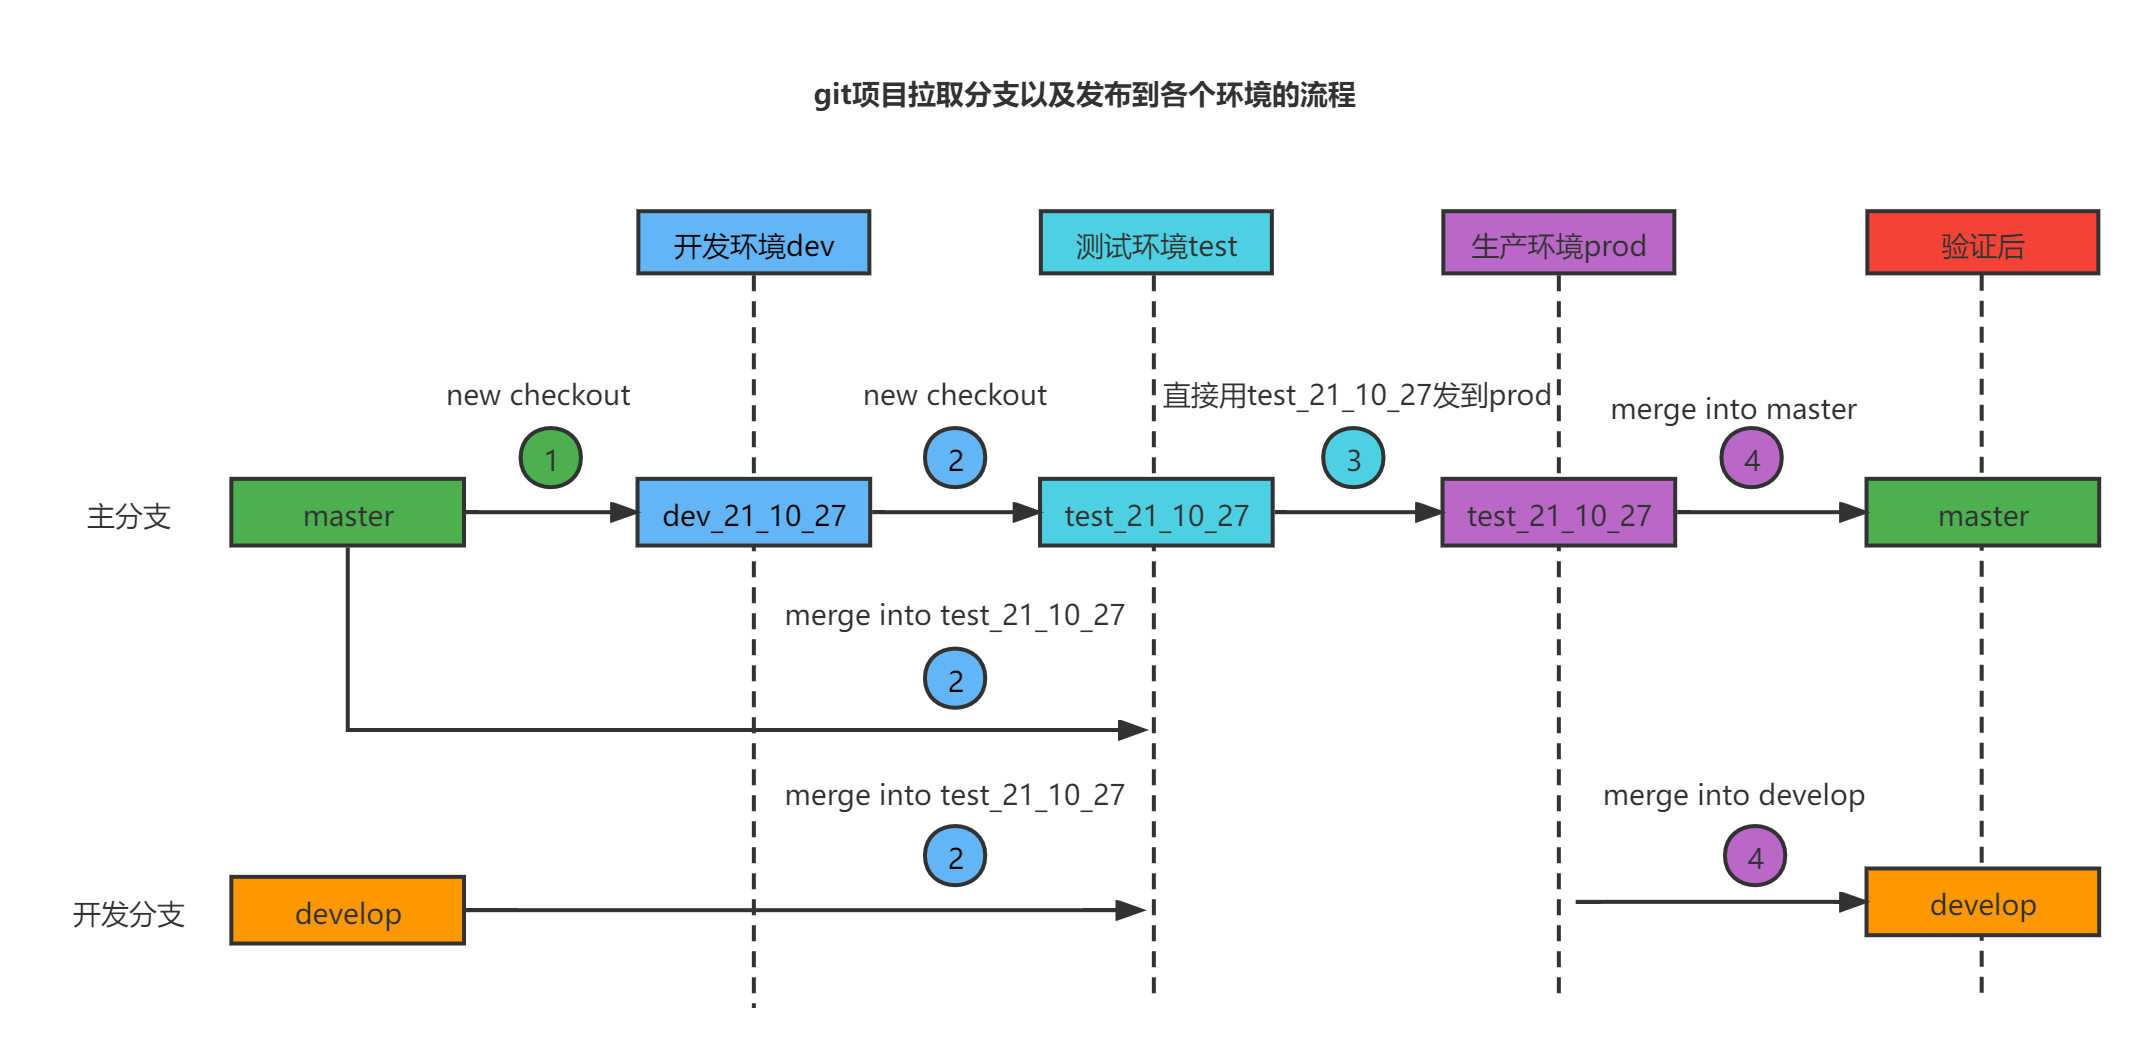 git项目拉取分支以及发布到各个环境的流程
开发环境dev
测试环境test
生产环境prod
验证后
new checkout
new checkout
直接用test_21_10_27发到prod
merge into master
1
2
3
4
主分支
master
dev_21_10_27
test_21_10_27
test_21_10_27
master
merge into test_21_10_27
2
merge into test_21_10_27
merge into develop
2
4
开发分支
develop
develop